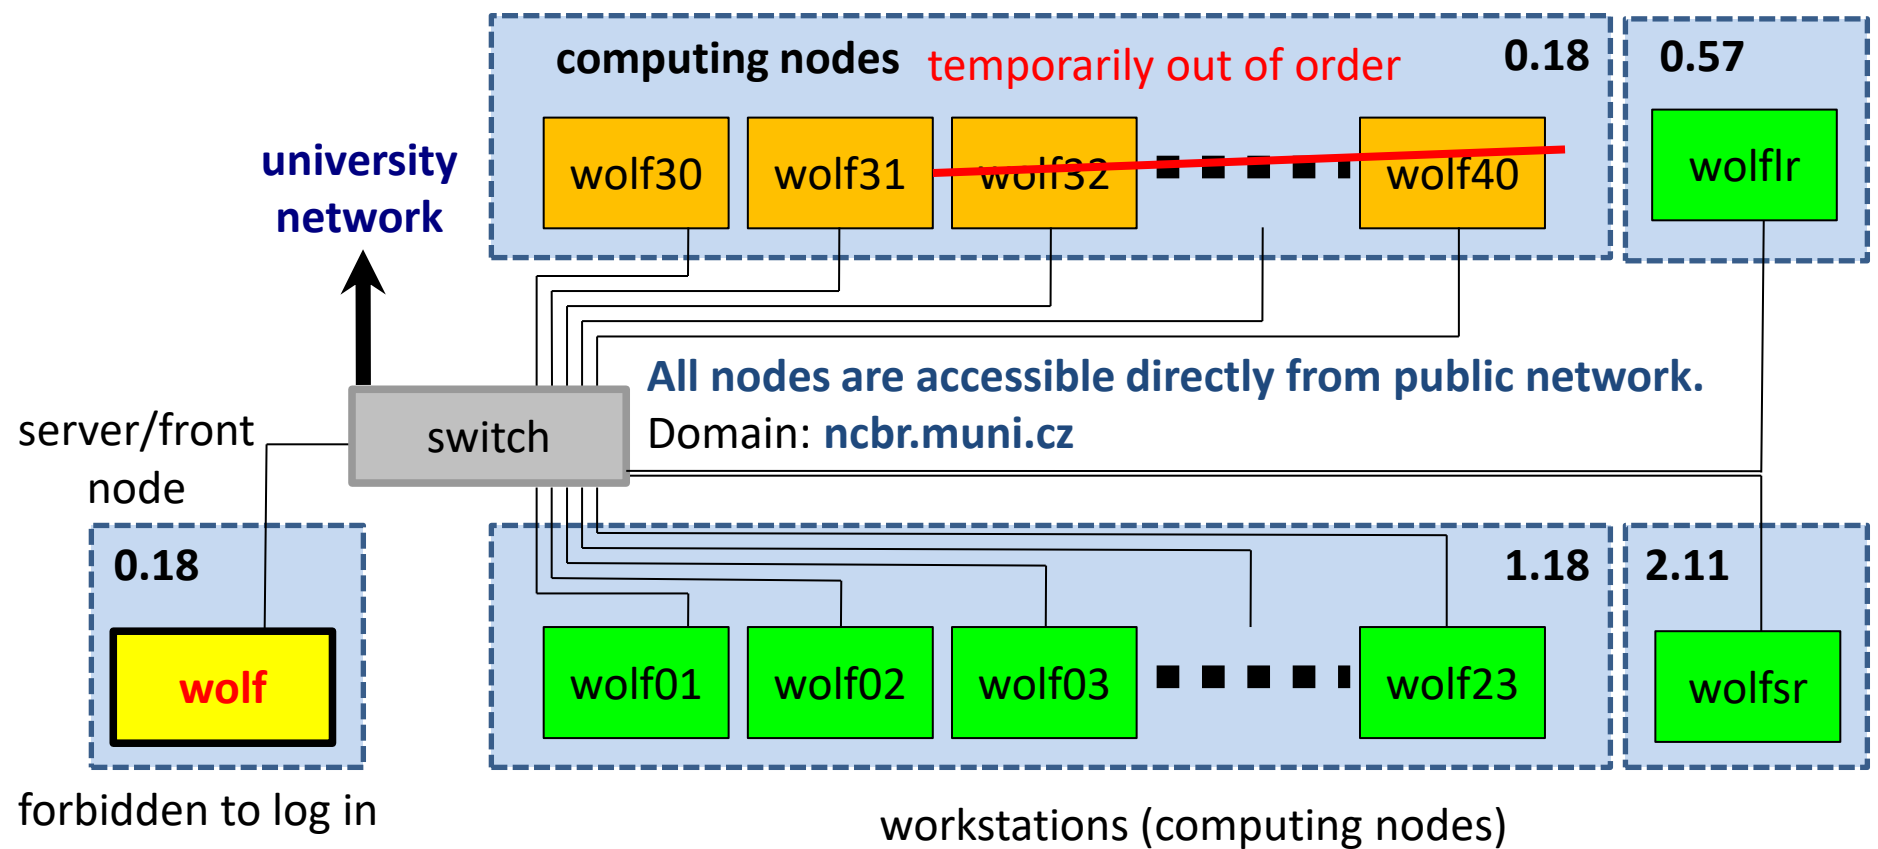 computing nodes temporarily out of order 0.18
0.57
wolf30 wolf31 wolf32 wolf40
wolflr
university
network
All nodes are accessible directly from public network.
Domain: ncbr.muni.cz
switch
server/front
node
0.18
wolf
forbidden to log in
1.18
2.11
wolf01 wolf02 wolf03 wolf23
wolfsr
workstations (computing nodes)